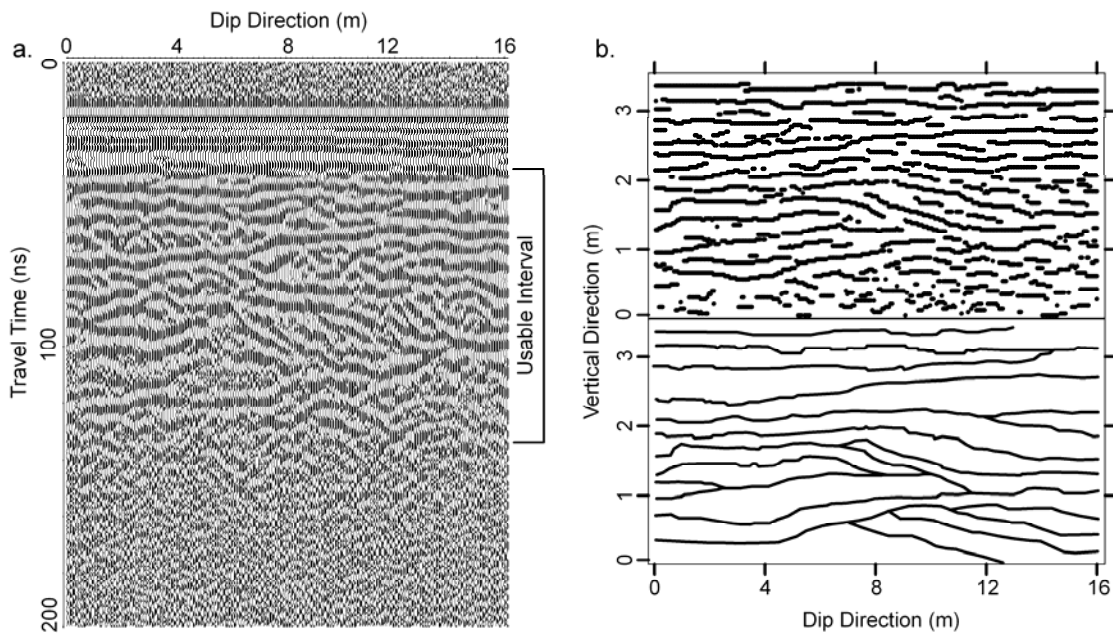 a.
Dip Direction (m)
0 4 8 12 16
Travel Time (ns)
0
100
200
Usable Interval
b.
Vertical Direction (m)
3
2
1
0
3
2
1
0
0 4 8 12 16
Dip Direction (m)